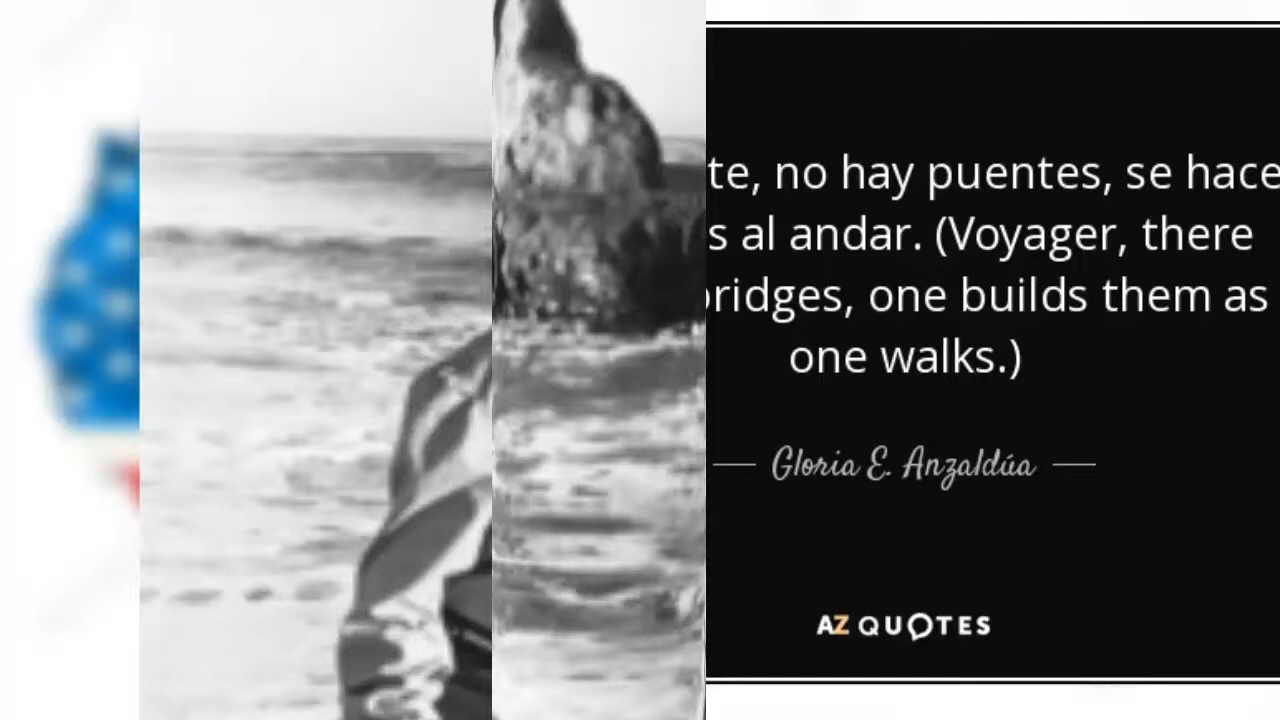 te, no hay puentes, se hace
s al andar. (Voyager, there
bridges, one builds them as
one walks.)
Gloria E. Anzaldúa
AZ QUOTES